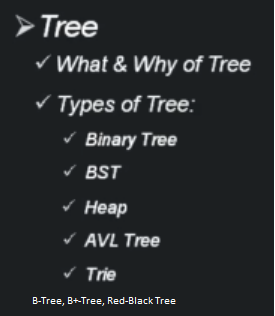 Tree
What & Why of Tree
Types of Tree:
Binary Tree
BST
Heap
AVL Tree
Trie
B-Tree, B+-Tree, Red-Black Tree